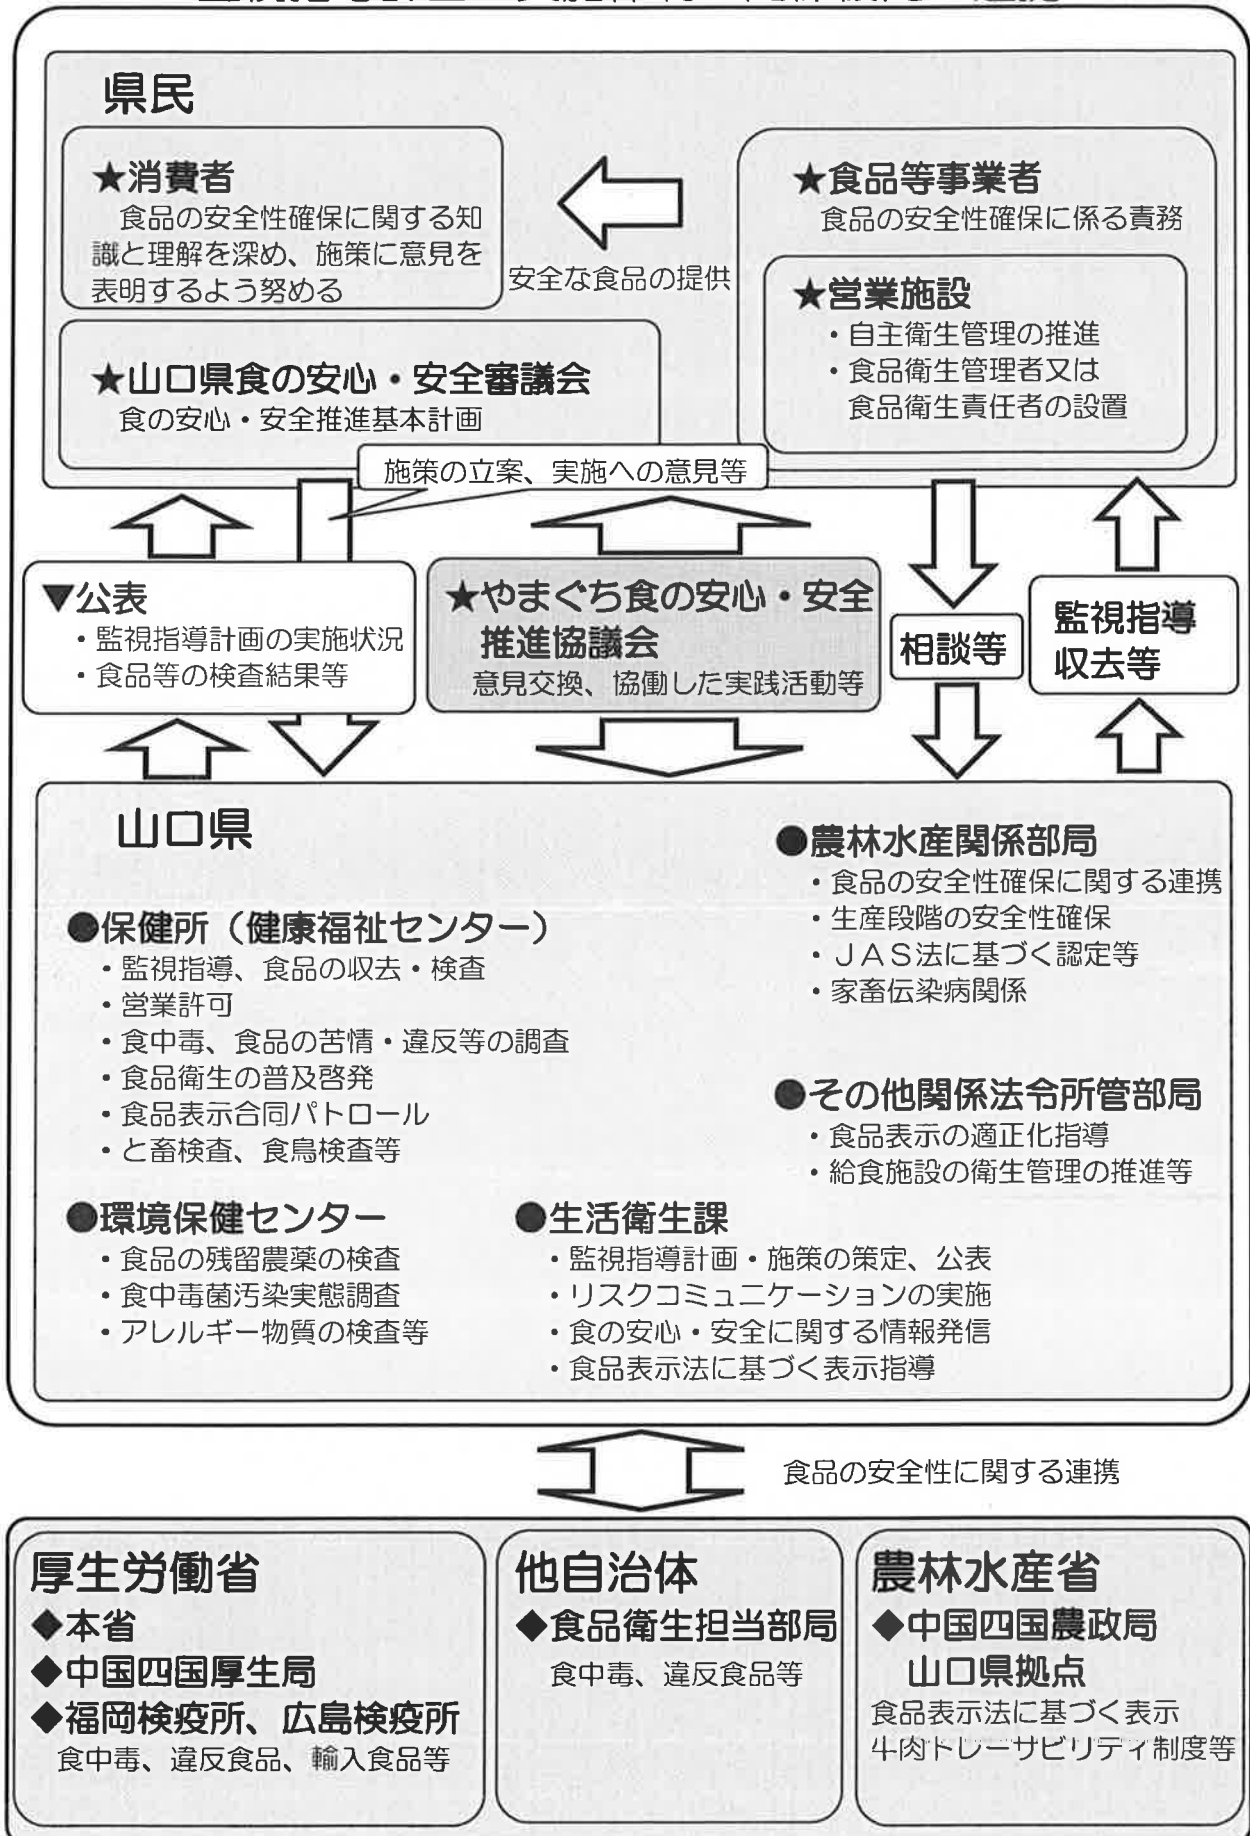 県民
★消費者
食品の安全性確保に関する知
識と理解を深め、施策に意見を
表明するよう努める
安全な食品の提供
★食品等事業者
食品の安全性確保に係る責務
★営業施設
・自主衛生管理の推進
・食品衛生管理者又は
食品衛生責任者の設置
★山口県食の安心・安全審議会
食の安心・安全推進基本計画
施策の立案、実施への意見等
▼公表
・監視指導計画の実施状況
・食品等の検査結果等
★やまぐち食の安心・安全
推進協議会
意見交換、協働した実践活動等
相談等
監視指導
収去等
山口県
●保健所（健康福祉センター）
・監視指導、食品の収去・検査
・営業許可
・食中毒、食品の苦情・違反等の調査
・食品衛生の普及啓発
・食品表示合同パトロール
・と畜検査、食鳥検査等
●農林水産関係部局
・食品の安全性確保に関する連携
・生産段階の安全性確保
・ＪＡＳ法に基づく認定等
・家畜伝染病関係
●その他関係法令所管部局
・食品表示の適正化指導
・給食施設の衛生管理の推進等
●環境保健センター
・食品の残留農薬の検査
・食中毒菌汚染実態調査
・アレルギー物質の検査等
●生活衛生課
・監視指導計画・施策の策定、公表
・リスクコミュニケーションの実施
・食の安心・安全に関する情報発信
・食品表示法に基づく表示指導
食品の安全性に関する連携
厚生労働省
◆本省
◆中国四国厚生局
◆福岡検疫所、広島検疫所
食中毒、違反食品、輸入食品等
他自治体
◆食品衛生担当部局
食中毒、違反食品等
農林水産省
◆中国四国農政局
山口県拠点
食品表示法に基づく表示
牛肉トレーサビリティ制度等